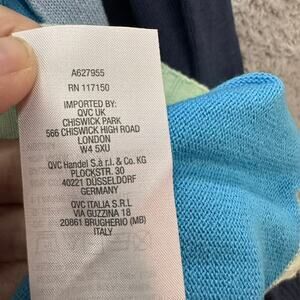 A627955
RN 117150
IMPORTED BY:
QVC UK
CHISWICK PARK
566 CHISWICK HIGH ROAD
LONDON
W4 5XU
QVC Handel S.à r.l. & Co. KG
PLOCKSTR. 30
40221 DÜSSELDORF
GERMANY
QVC ITALIA S.R.L
VIA GUZZINA 18
20861 BRUGHERIO (MB)
ITALY